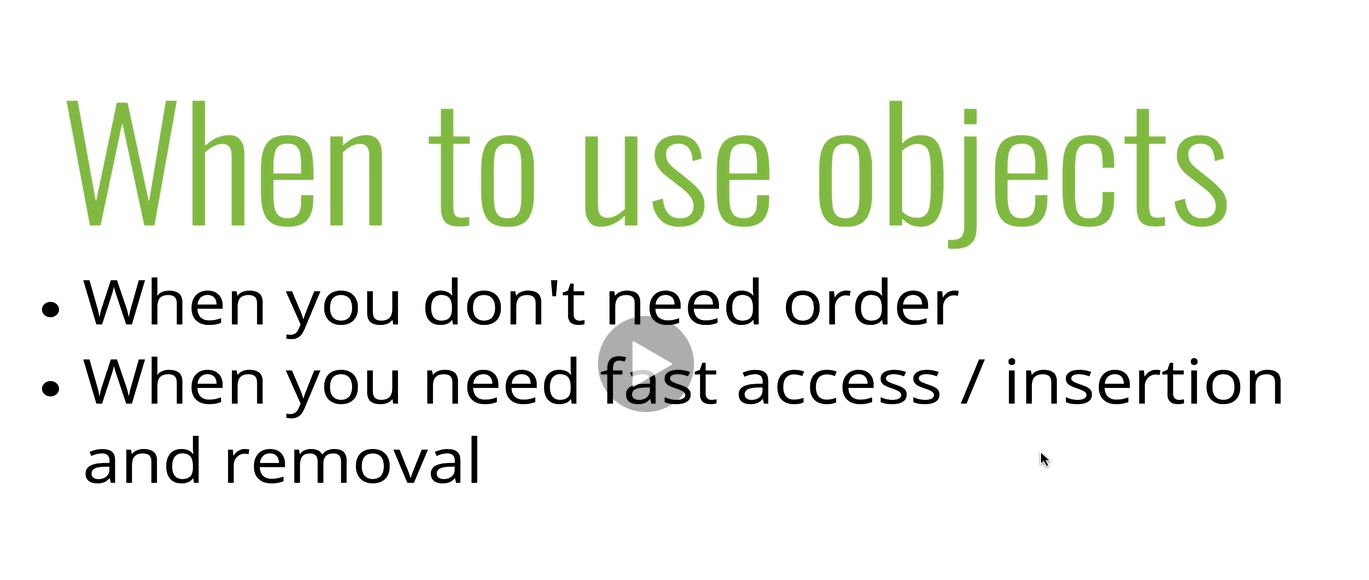 When to use objects
• When you don't need order
• When you need fast access / insertion
and removal